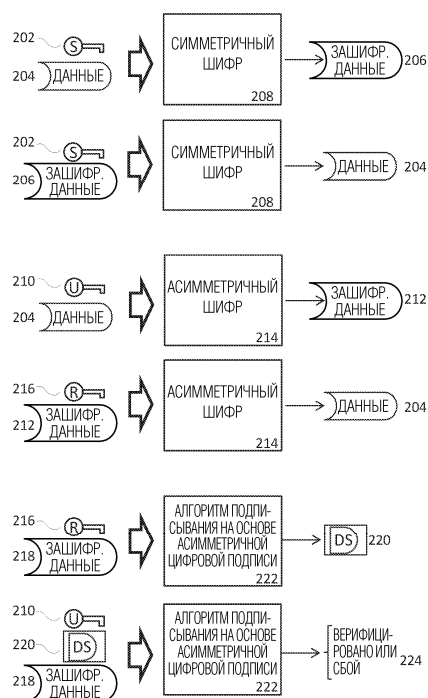 202
S
204
ДАННЫЕ
СИММЕТРИЧНЫЙ
ШИФР
208
ЗАШИФР.
ДАННЫЕ
206
202
S
206
ЗАШИФР.
ДАННЫЕ
СИММЕТРИЧНЫЙ
ШИФР
208
ДАННЫЕ
204
210
U
204
ДАННЫЕ
АСИММЕТРИЧНЫЙ
ШИФР
214
ЗАШИФР.
ДАННЫЕ
212
216
R
212
ЗАШИФР.
ДАННЫЕ
АСИММЕТРИЧНЫЙ
ШИФР
214
ДАННЫЕ
204
216
R
218
ЗАШИФР.
ДАННЫЕ
АЛГОРИТМ ПОДПИ-
СЫВАНИЯ НА ОСНОВЕ
АСИММЕТРИЧНОЙ
ЦИФРОВОЙ ПОДПИСИ
222
DS
220
210
U
220
DS
218
ЗАШИФР.
ДАННЫЕ
АЛГОРИТМ ПОДПИ-
СЫВАНИЯ НА ОСНОВЕ
АСИММЕТРИЧНОЙ
ЦИФРОВОЙ ПОДПИСИ
222
ВЕРИФИЦИ-
РОВАНО ИЛИ
СБОЙ
224